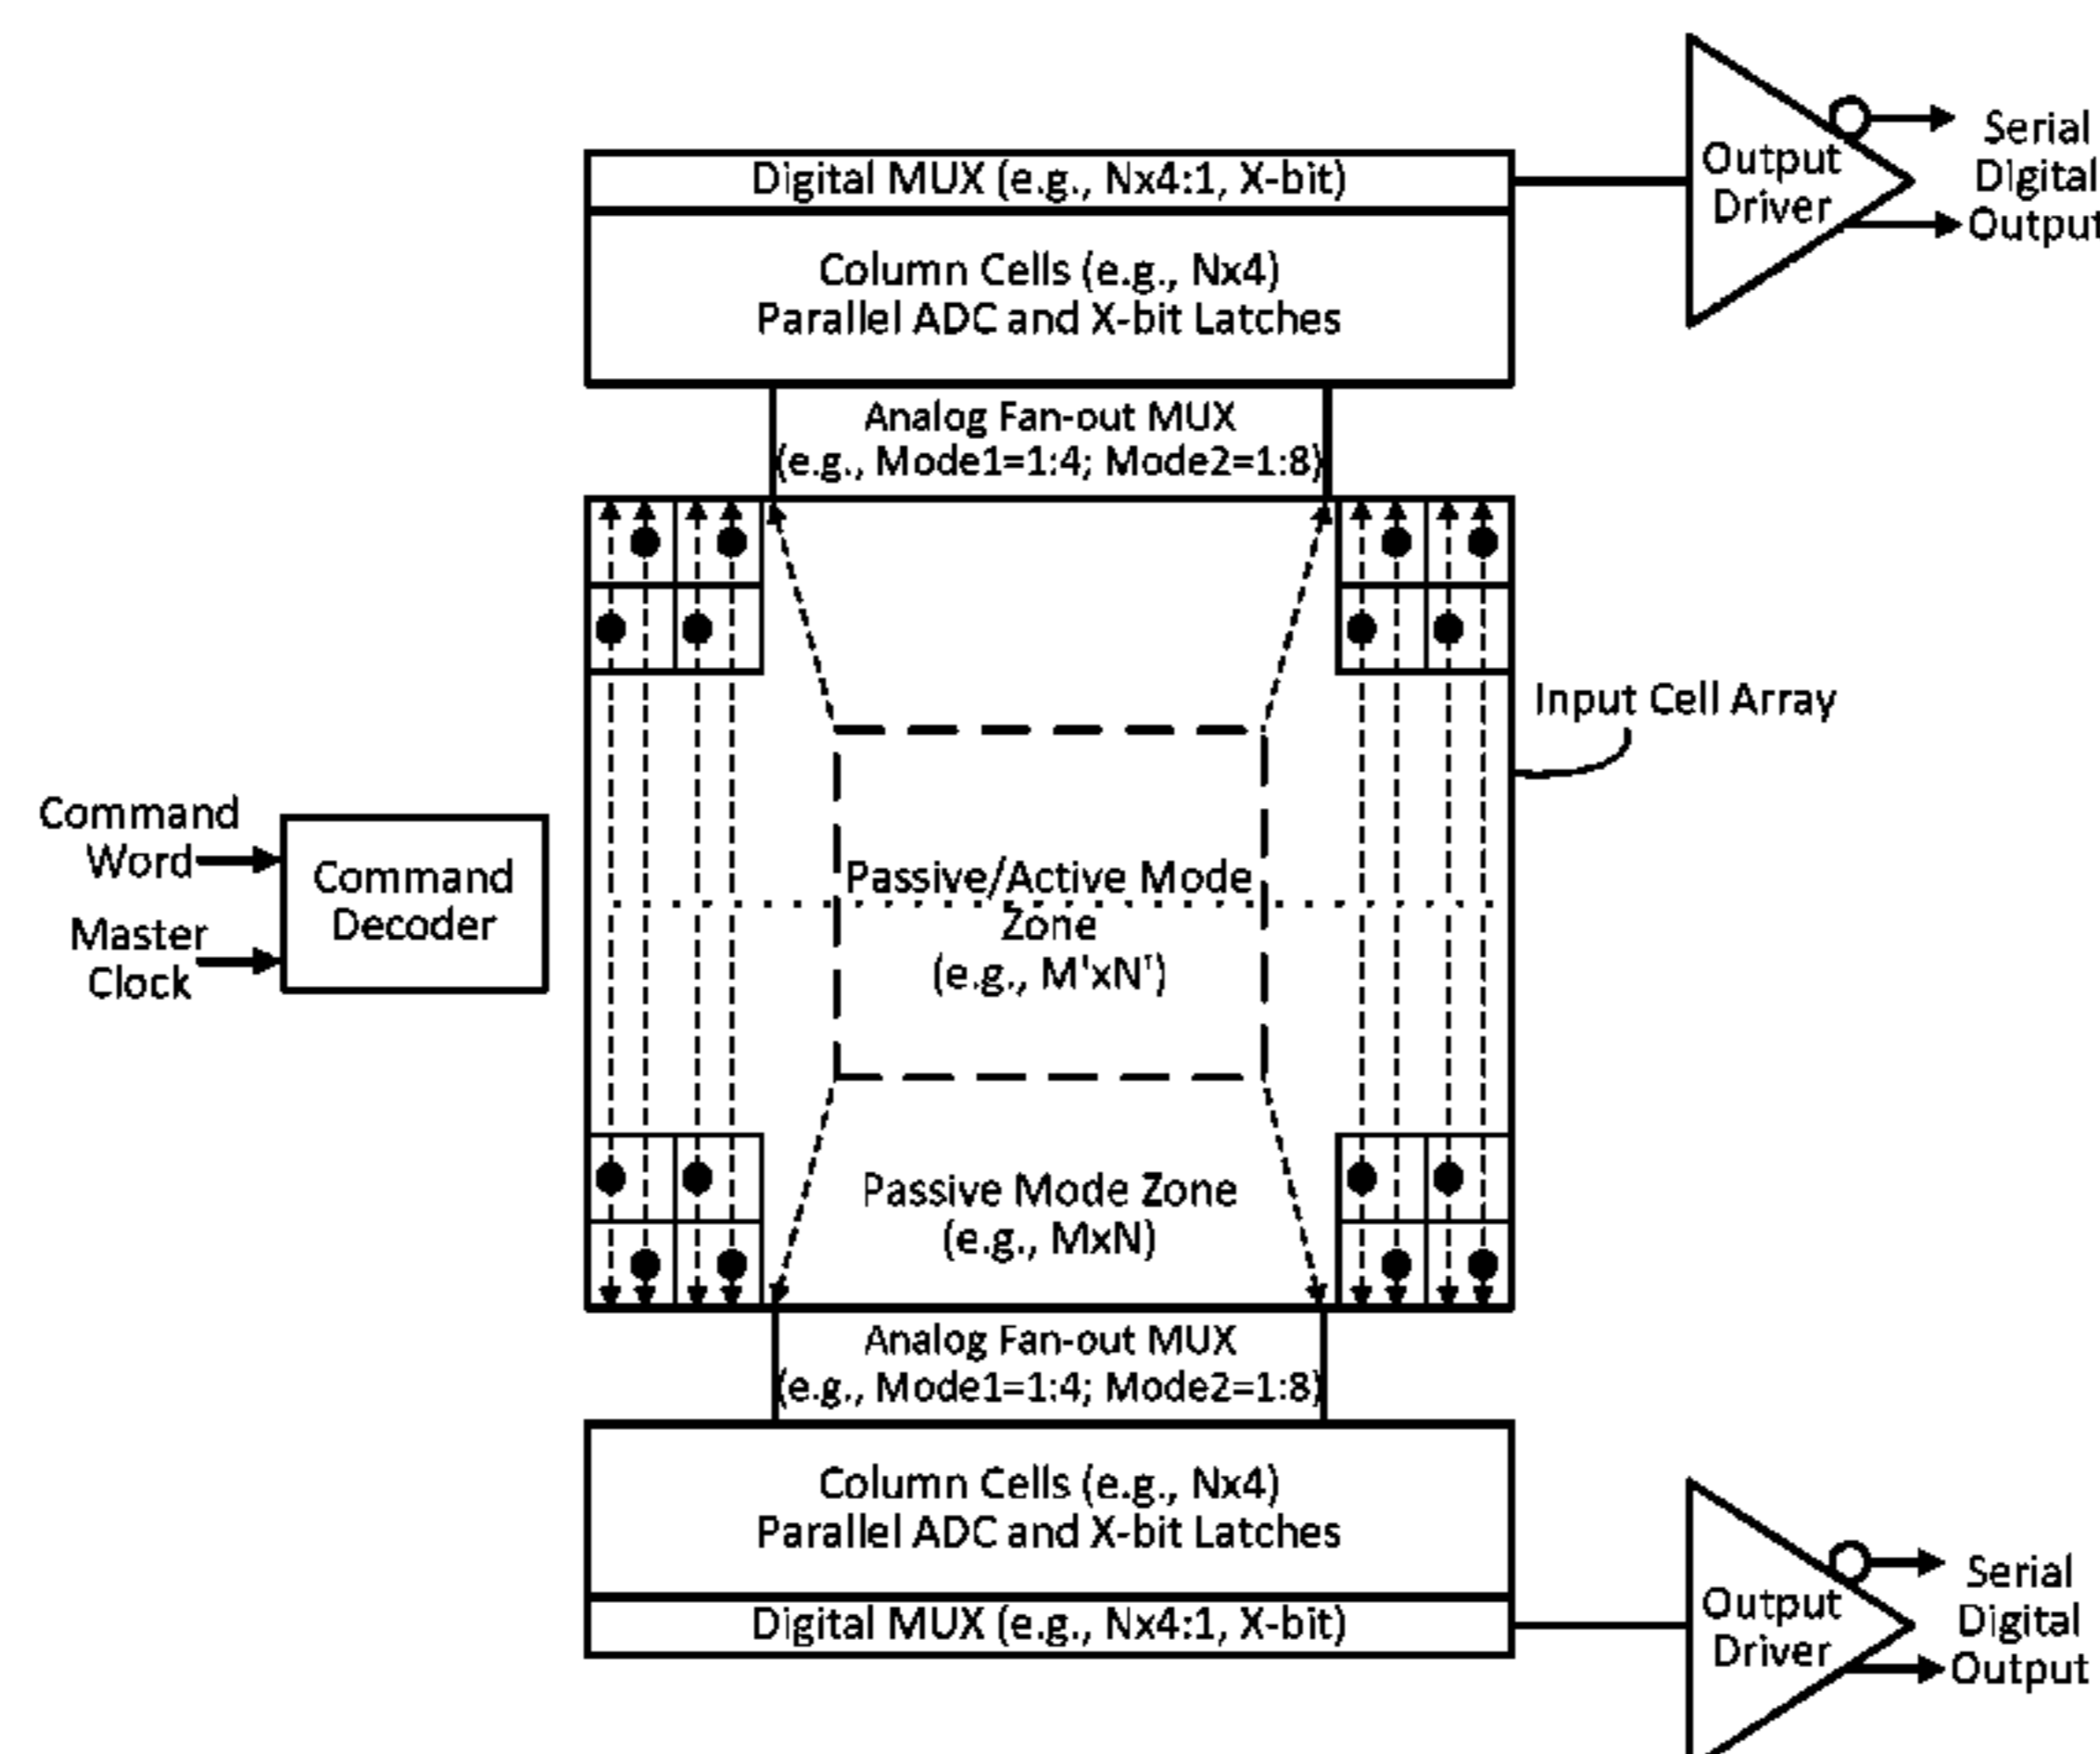 Digital MUX (e.g., Nx4:1, X-bit)
Column Cells (e.g., Nx4)
Parallel ADC and X-bit Latches
Output
Driver
Serial
Digital
Output
Analog Fan-out MUX
(e.g., Mode1=1:4; Mode2=1:8)
Input Cell Array
Command
Word
Master
Clock
Command
Decoder
Passive/Active Mode
Zone
(e.g., M'xN')
Passive Mode Zone
(e.g., MxN)
Analog Fan-out MUX
(e.g., Mode1=1:4; Mode2=1:8)
Column Cells (e.g., Nx4)
Parallel ADC and X-bit Latches
Digital MUX (e.g., Nx4:1, X-bit)
Output
Driver
Serial
Digital
Output